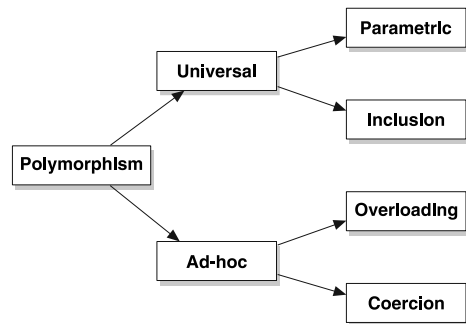 Parametric
Universal
Inclusion
Polymorphism
Overloading
Ad-hoc
Coercion